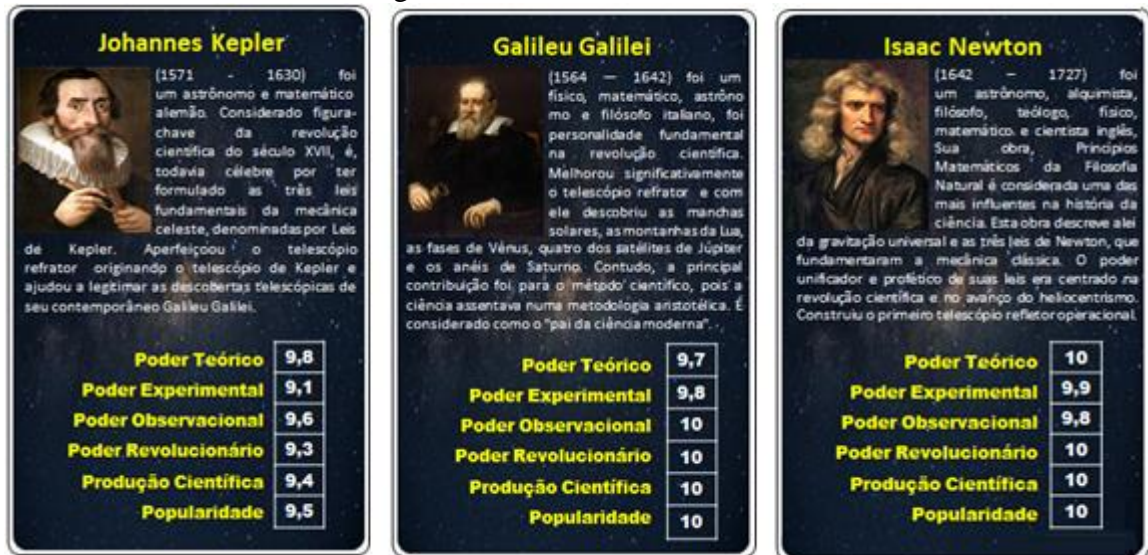 Johannes Kepler
(1571 - 1630) foi
um astrônomo e matemático
alemão. Considerado figura-
chave da revolução
científica do século XVII, é,
todavia célebre por ter
formulado as três leis
fundamentais da mecânica
celeste, denominadas por Leis
de Kepler. Aperfeiçoou o telescópio
refrator originando o telescópio de Kepler e
ajudou a legitimar as descobertas telescópicas de
seu contemporâneo Galileu Galilei.
Poder Teórico 9,8
Poder Experimental 9,1
Poder Observacional 9,6
Poder Revolucionário 9,3
Produção Científica 9,4
Popularidade 9,5
Galileu Galilei
(1564 — 1642) foi um
físico, matemático, astrôno
mo e filósofo italiano, foi
personalidade fundamental
na revolução científica.
Melhorou significativamente
o telescópio refrator e com
ele descobriu as manchas
solares, as montanhas da Lua,
as fases de Vênus, quatro dos satélites de Júpiter
e os anéis de Saturno. Contudo, a principal
contribuição foi para o método científico, pois a
ciência assentava numa metodologia aristotélica. É
considerado como o "pai da ciência moderna".
Poder Teórico 9,7
Poder Experimental 9,8
Poder Observacional 10
Poder Revolucionário 10
Produção Científica 10
Popularidade 10
Isaac Newton
(1642 – 1727) foi
um astrônomo, alquimista,
filósofo, teólogo, físico,
matemático e cientista inglês,
Sua obra, Princípios
Matemáticos da Filosofia
Natural é considerada uma das
mais influentes na história da
ciência. Esta obra descreve a lei
da gravitação universal e as três leis de Newton, que
fundamentaram a mecânica clássica. O poder
unificador e profético de suas leis era centrado na
revolução científica e no avanço do heliocentrismo.
Construiu o primeiro telescópio refletor operacional.
Poder Teórico 10
Poder Experimental 9,9
Poder Observacional 9,8
Poder Revolucionário 10
Produção Científica 10
Popularidade 10